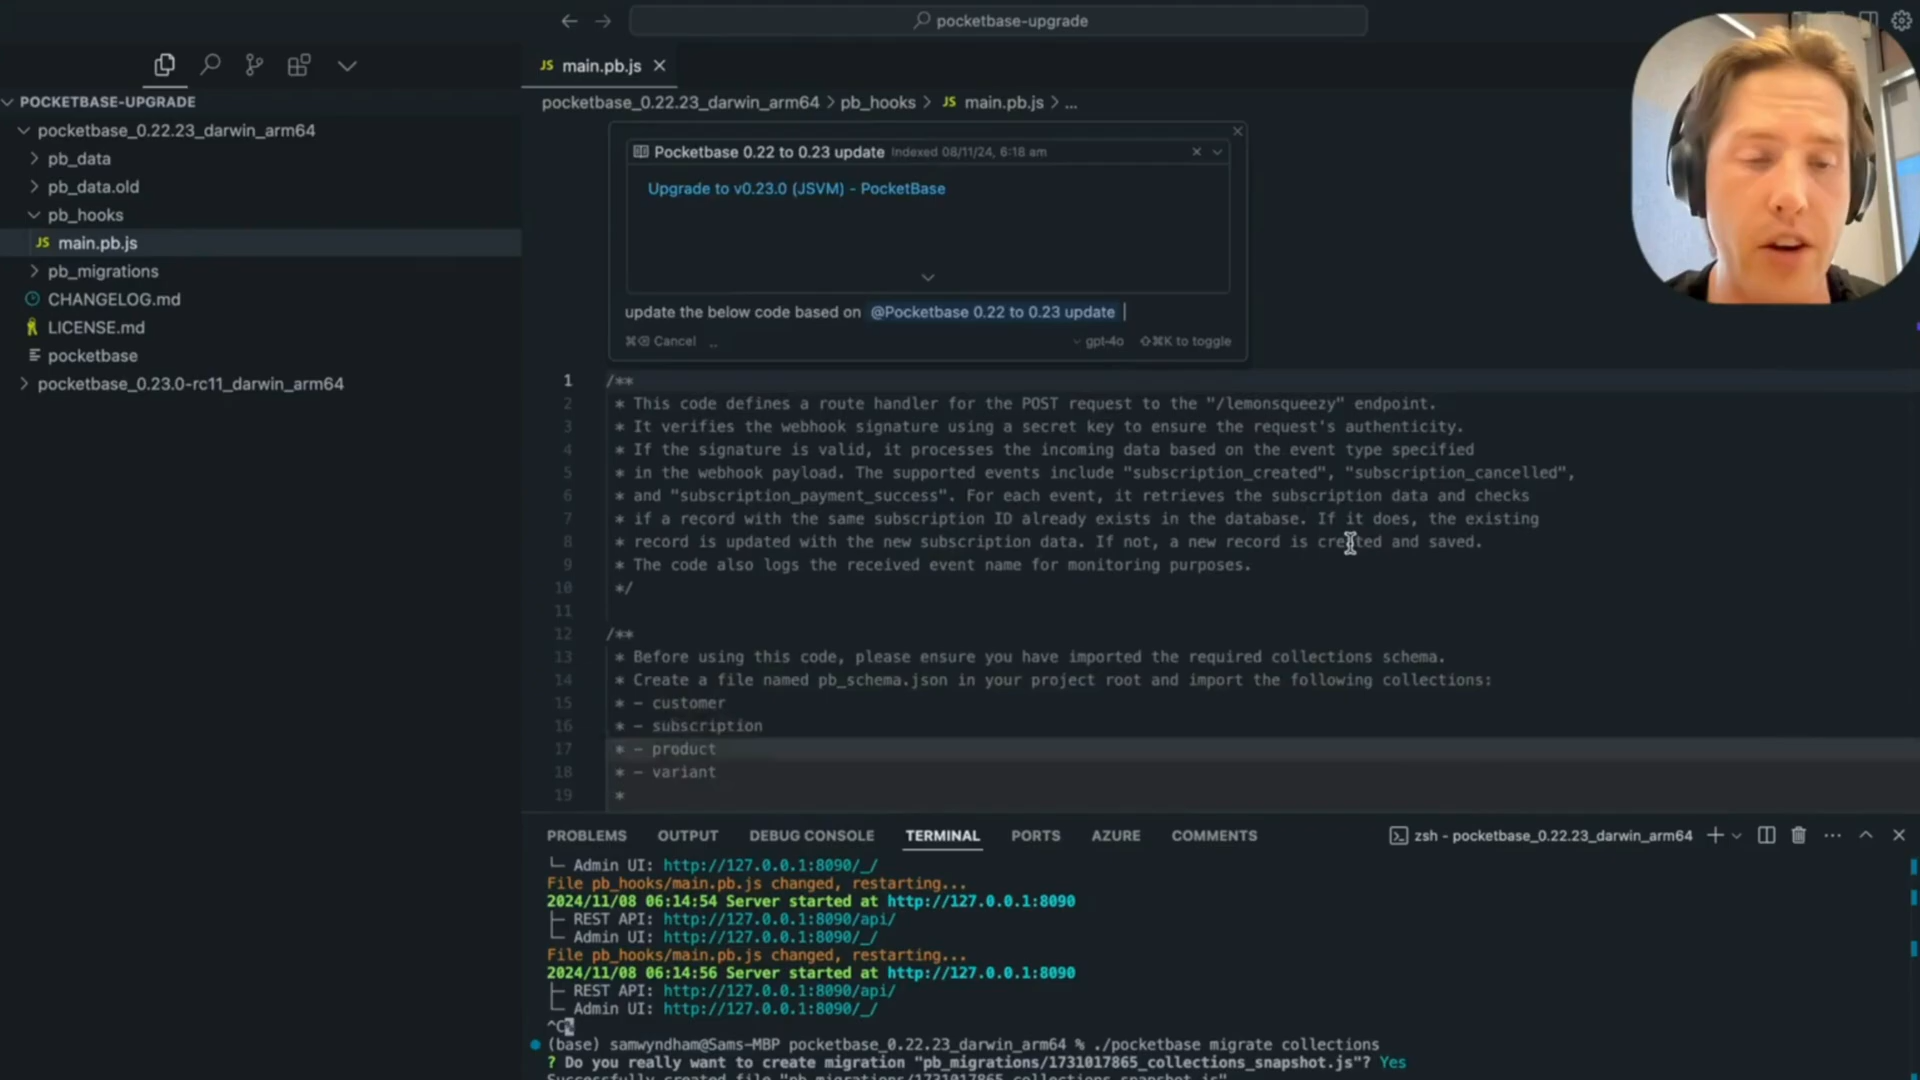 pocketbase-upgrade
POCKETBASE-UPGRADE
pocketbase_0.22.23_darwin_arm64
pb_data
pb_data.old
pb_hooks
JS main.pb.js
pb_migrations
CHANGELOG.md
LICENSE.md
pocketbase
pocketbase_0.23.0-rc11_darwin_arm64
JS main.pb.js
pocketbase_0.22.23_darwin_arm64 > pb_hooks > JS main.pb.js > ...
Pocketbase 0.22 to 0.23 update Indexed 08/11/24, 6:18 am
Upgrade to v0.23.0 (JSVM) - PocketBase
update the below code based on @Pocketbase 0.22 to 0.23 update
⌘⌫ Cancel .. gpt-4o ⇧⌘K to toggle
1 /**
2 * This code defines a route handler for the POST request to the "/lemonsqueezy" endpoint.
3 * It verifies the webhook signature using a secret key to ensure the request's authenticity.
4 * If the signature is valid, it processes the incoming data based on the event type specified
5 * in the webhook payload. The supported events include "subscription_created", "subscription_cancelled",
6 * and "subscription_payment_success". For each event, it retrieves the subscription data and checks
7 * if a record with the same subscription ID already exists in the database. If it does, the existing
8 * record is updated with the new subscription data. If not, a new record is created and saved.
9 * The code also logs the received event name for monitoring purposes.
10 */
11
12 /**
13 * Before using this code, please ensure you have imported the required collections schema.
14 * Create a file named pb_schema.json in your project root and import the following collections:
15 * - customer
16 * - subscription
17 * - product
18 * - variant
19 *
PROBLEMS OUTPUT DEBUG CONSOLE TERMINAL PORTS AZURE COMMENTS zsh - pocketbase_0.22.23_darwin_arm64
└─ Admin UI: http://127.0.0.1:8090/_/
File pb_hooks/main.pb.js changed, restarting...
2024/11/08 06:14:54 Server started at http://127.0.0.1:8090
├─ REST API: http://127.0.0.1:8090/api/
└─ Admin UI: http://127.0.0.1:8090/_/
File pb_hooks/main.pb.js changed, restarting...
2024/11/08 06:14:56 Server started at http://127.0.0.1:8090
├─ REST API: http://127.0.0.1:8090/api/
└─ Admin UI: http://127.0.0.1:8090/_/
^C%
(base) samwyndham@Sams-MBP pocketbase_0.22.23_darwin_arm64 % ./pocketbase migrate collections
? Do you really want to create migration "pb_migrations/1731017865_collections_snapshot.js"? Yes
Successfully created file "pb_migrations/1731017865_collections_snapshot.js"